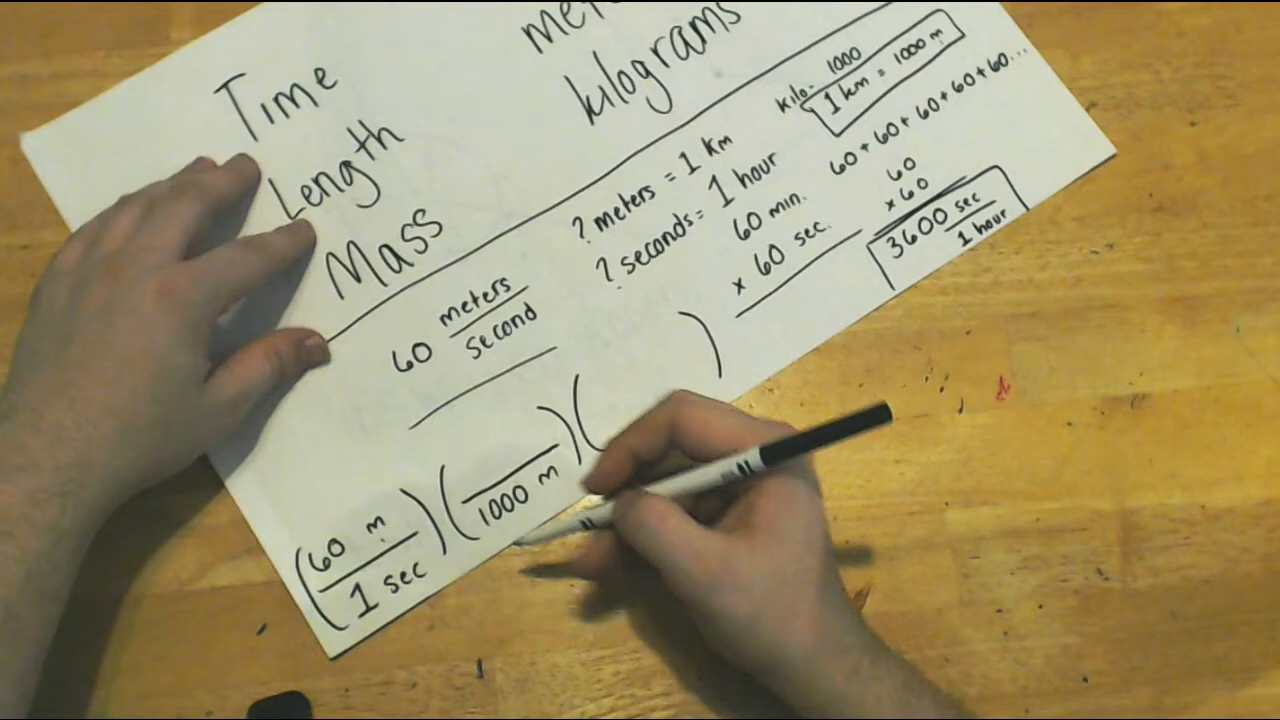 Time
Length
Mass
kilograms
? meters = 1 km
? seconds = 1 hour
60 min.
x 60 sec.
kilo- 1000
1 km = 1000 m
60 + 60 + 60 + 60 + 60...
60
x 60
3600 sec
1 hour
60 meters
second
(60 m
1 sec)
( 1000 m) ( )